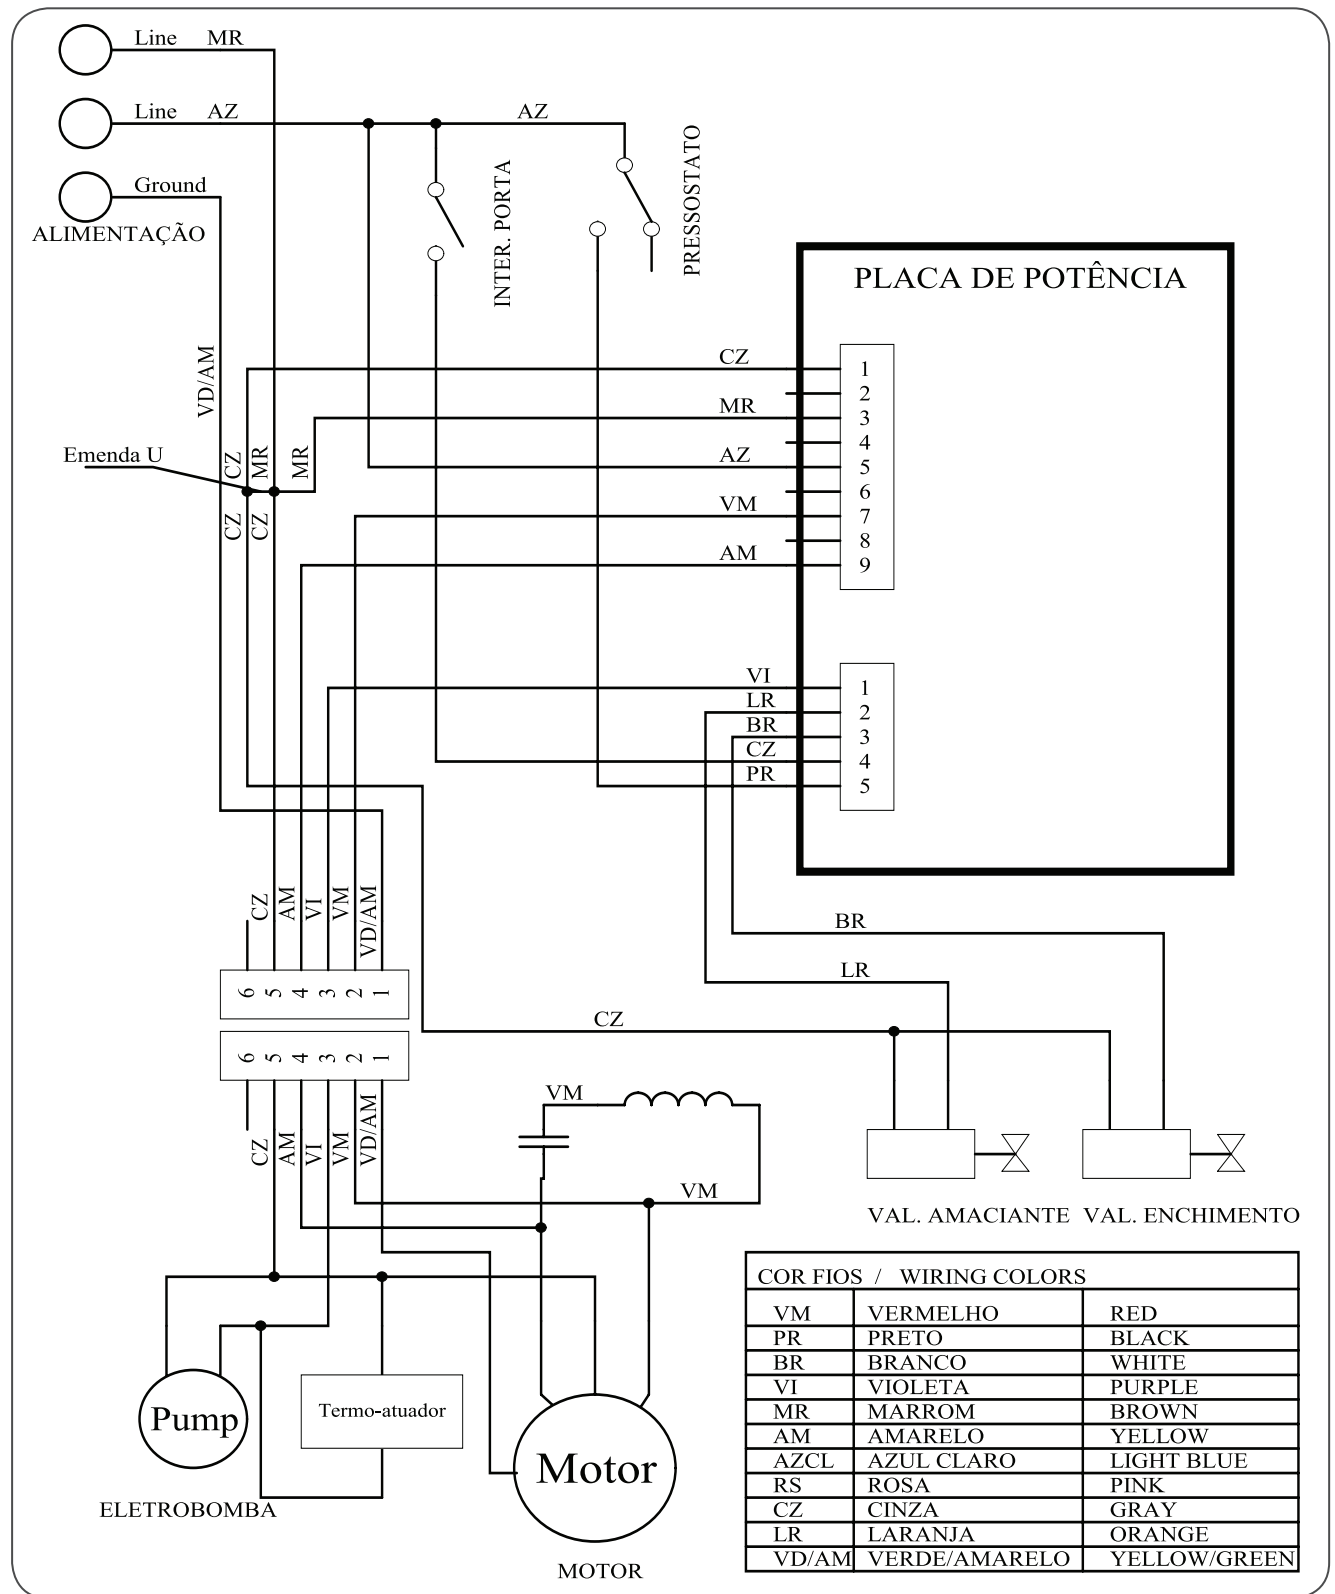 Line MR
Line AZ
AZ
Ground
ALIMENTAÇÃO
INTER. PORTA
PRESSOSTATO
PLACA DE POTÊNCIA
VD/AM
CZ
1
2
MR
3
4
AZ
5
6
VM
7
8
AM
9
Emenda U
CZ
MR
MR
CZ
CZ
VI
1
LR
2
BR
3
CZ
4
PR
5
CZ
AM
VI
VM
VD/AM
6 5 4 3 2 1
6 5 4 3 2 1
BR
LR
CZ
CZ
AM
VI
VM
VD/AM
VM
VM
VAL. AMACIANTE
VAL. ENCHIMENTO
Pump
ELETROBOMBA
Termo-atuador
Motor
MOTOR
COR FIOS / WIRING COLORS
VM VERMELHO RED
PR PRETO BLACK
BR BRANCO WHITE
VI VIOLETA PURPLE
MR MARROM BROWN
AM AMARELO YELLOW
AZCL AZUL CLARO LIGHT BLUE
RS ROSA PINK
CZ CINZA GRAY
LR LARANJA ORANGE
VD/AM VERDE/AMARELO YELLOW/GREEN